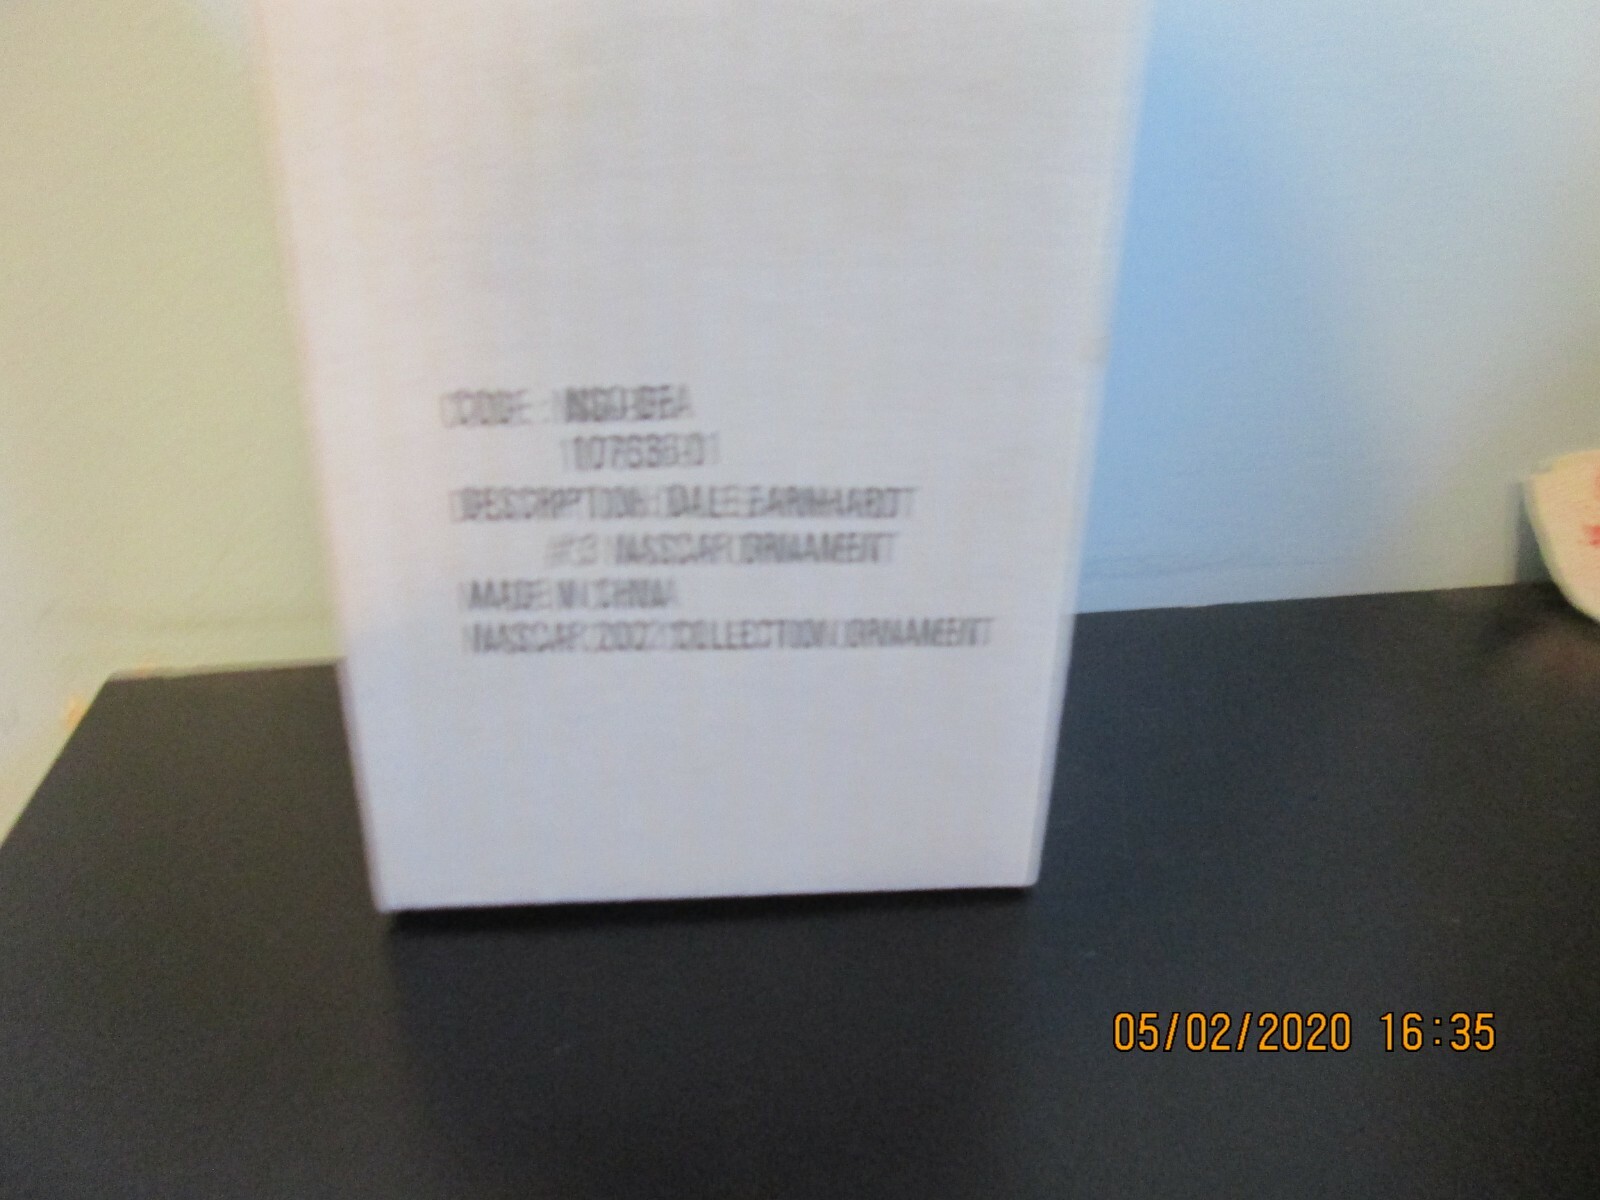 CODE :
DESCRIPTION: DALE EARNHARDT
#3 NASCAR ORNAMENT
MADE IN CHINA
NASCAR 2002 COLLECTION ORNAMENT
05/02/2020 16:35